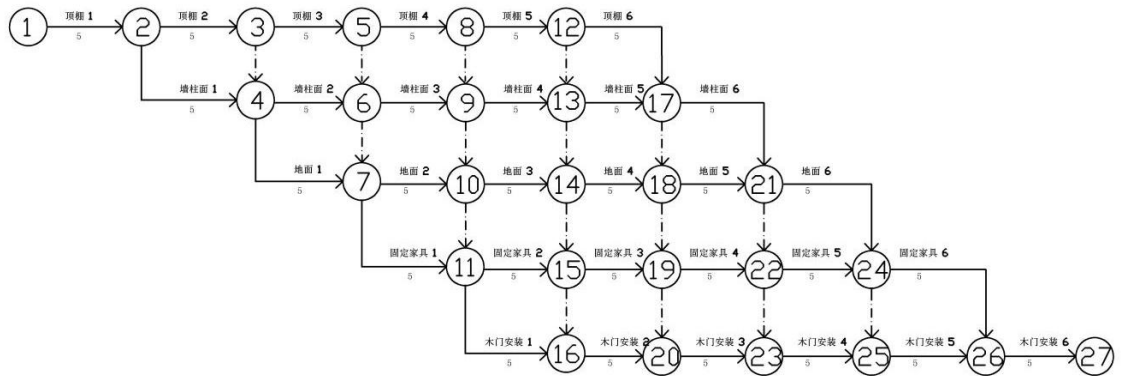 顶棚 1 顶棚 2 顶棚 3 顶棚 4 顶棚 5 顶棚 6
1 2 3 5 8 12
5 5 5 5 5 5
墙柱面 1 墙柱面 2 墙柱面 3 墙柱面 4 墙柱面 5 墙柱面 6
4 6 9 13 17
5 5 5 5 5 5
地面 1 地面 2 地面 3 地面 4 地面 5 地面 6
7 10 14 18 21
5 5 5 5 5 5
固定家具 1 固定家具 2 固定家具 3 固定家具 4 固定家具 5 固定家具 6
11 15 19 22 24
5 5 5 5 5 5
木门安装 1 木门安装 2 木门安装 3 木门安装 4 木门安装 5 木门安装 6
16 20 23 25 26 27
5 5 5 5 5 5